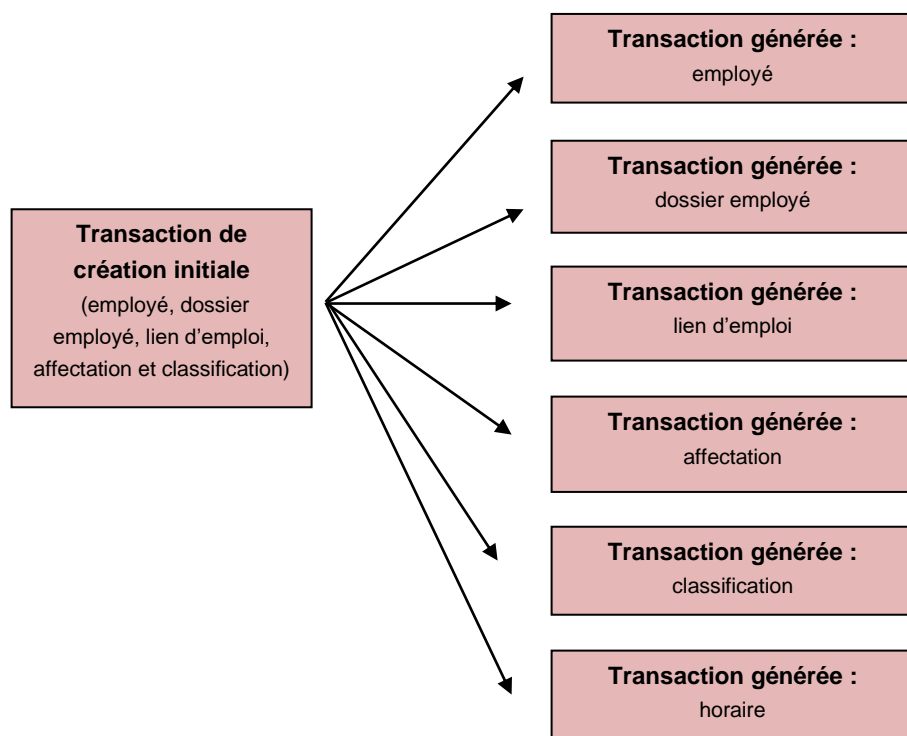 Transaction de
création initiale
(employé, dossier
employé, lien d’emploi,
affectation et classification)
Transaction générée :
employé
Transaction générée :
dossier employé
Transaction générée :
lien d’emploi
Transaction générée :
affectation
Transaction générée :
classification
Transaction générée :
horaire